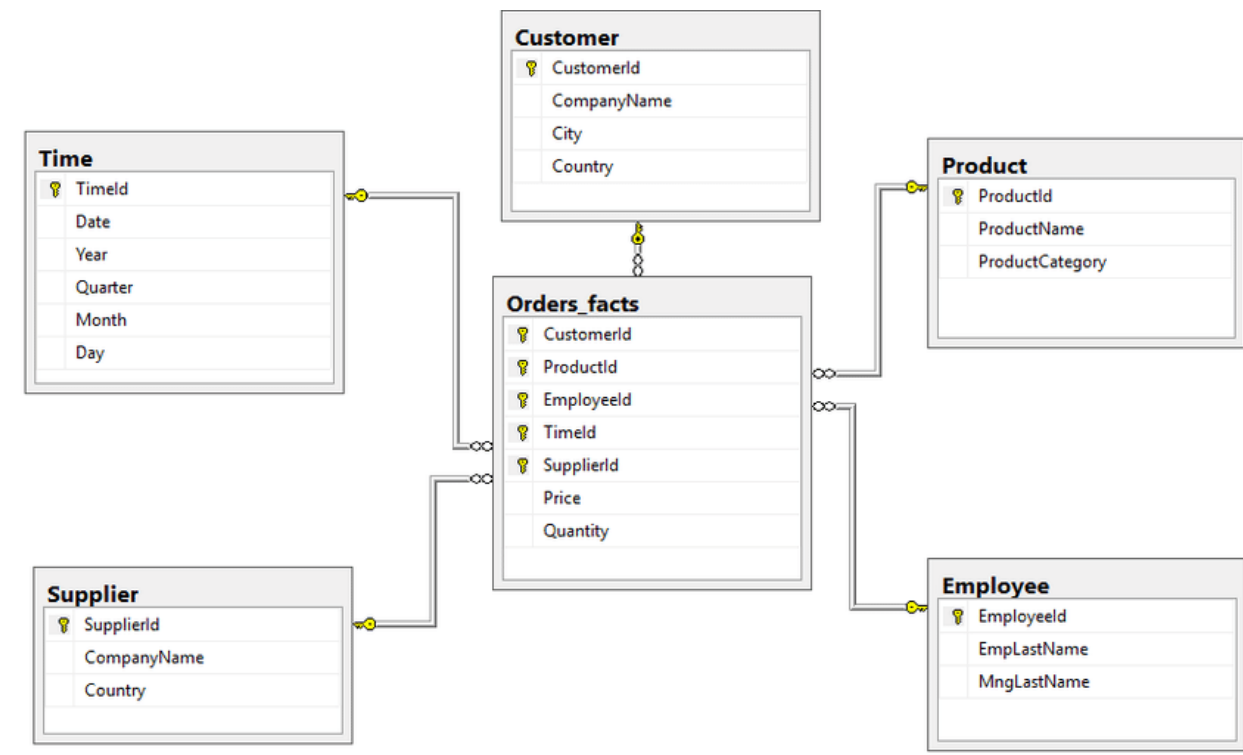 Customer
CustomerId
CompanyName
City
Country
Time
TimeId
Date
Year
Quarter
Month
Day
Product
ProductId
ProductName
ProductCategory
Orders_facts
CustomerId
ProductId
EmployeeId
TimeId
SupplierId
Price
Quantity
Supplier
SupplierId
CompanyName
Country
Employee
EmployeeId
EmpLastName
MngLastName